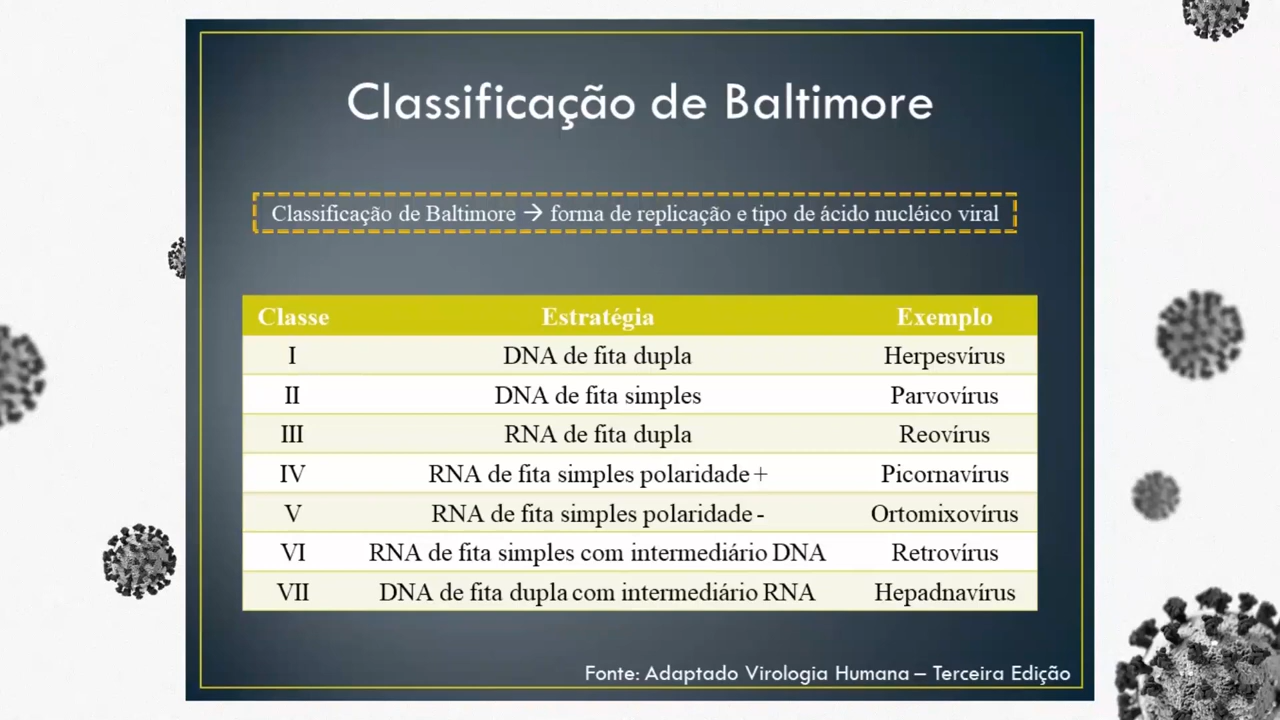 Classificação de Baltimore
Classificação de Baltimore → forma de replicação e tipo de ácido nucléico viral
Classe Estratégia Exemplo
I DNA de fita dupla Herpesvírus
II DNA de fita simples Parvovírus
III RNA de fita dupla Reovírus
IV RNA de fita simples polaridade + Picornavírus
V RNA de fita simples polaridade - Ortomixovírus
VI RNA de fita simples com intermediário DNA Retrovírus
VII DNA de fita dupla com intermediário RNA Hepadnavírus
Fonte: Adaptado Virologia Humana – Terceira Edição